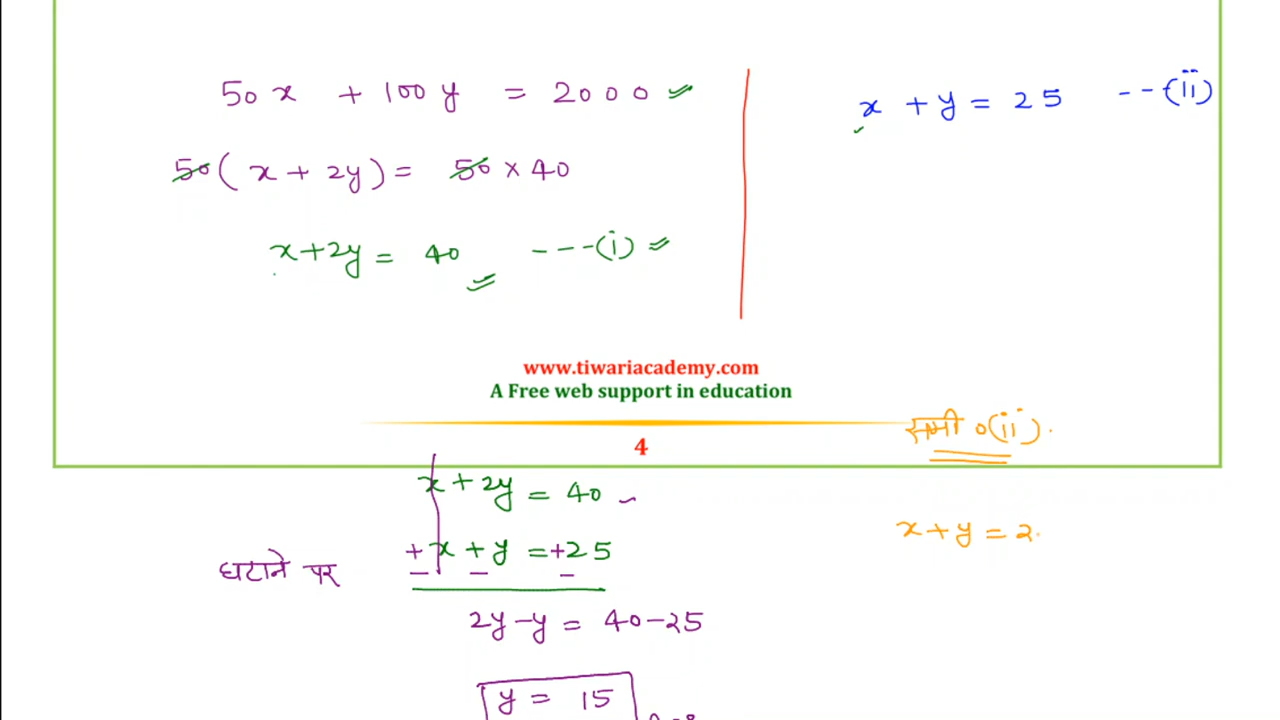 50x + 100y = 2000
50(x + 2y) = 50 × 40
x + 2y = 40 ---(i)
x + y = 25 --(ii)
www.tiwariacademy.com
A Free web support in education
4
x + 2y = 40
+x + y = +25
− − −
घटाने पर
2y - y = 40 - 25
y = 15
समी ०(ii).
x + y = 2